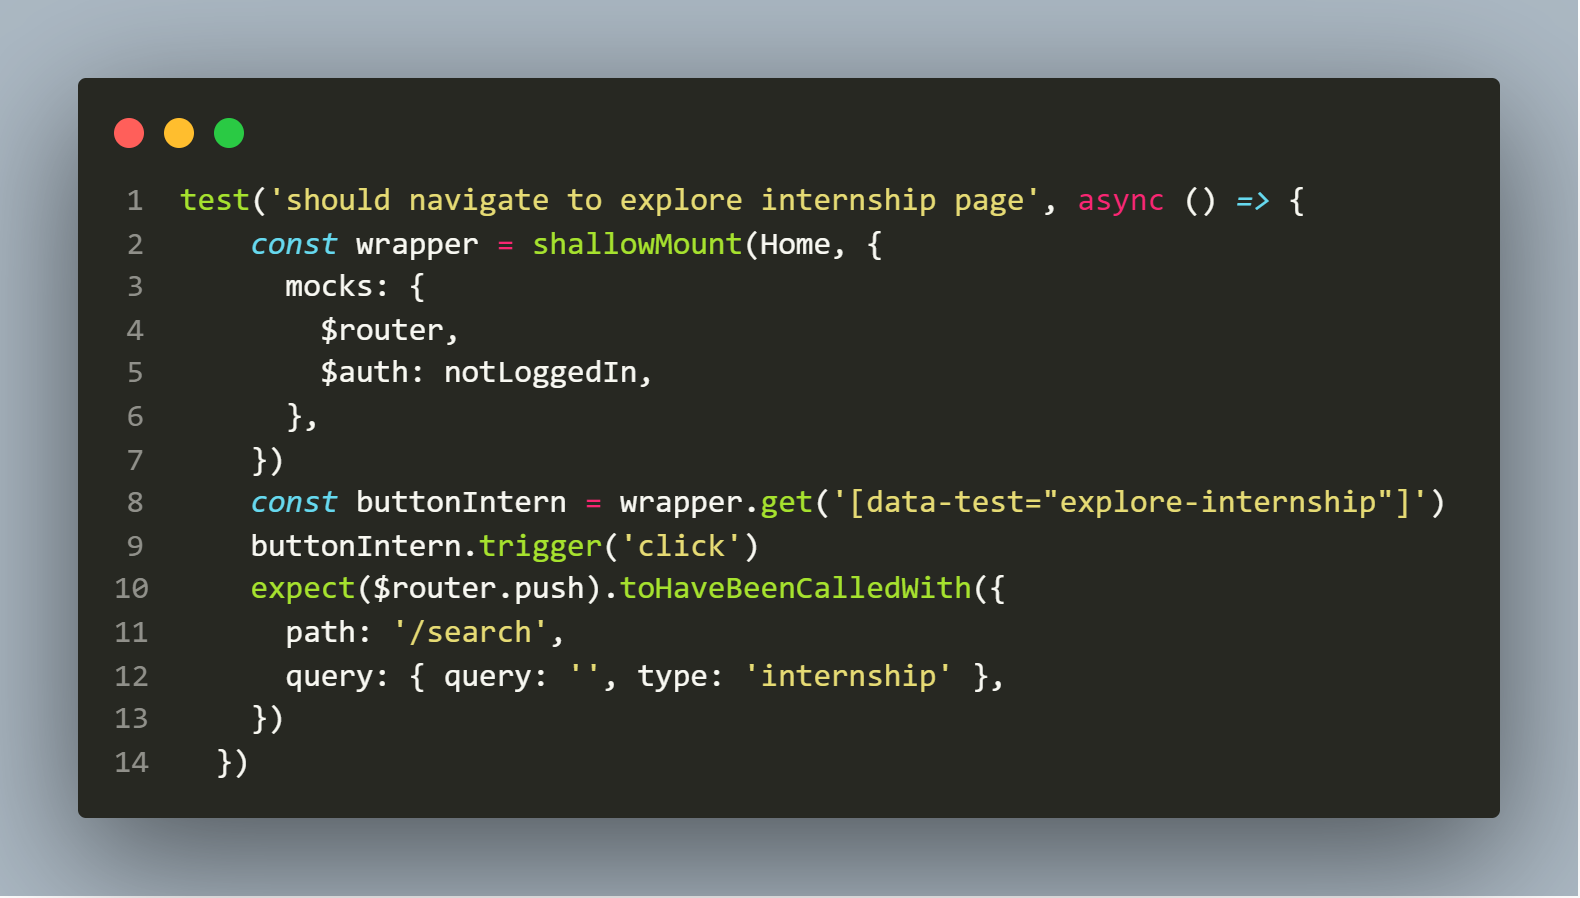 1 test('should navigate to explore internship page', async () => {
2     const wrapper = shallowMount(Home, {
3       mocks: {
4         $router,
5         $auth: notLoggedIn,
6       },
7     })
8     const buttonIntern = wrapper.get('[data-test="explore-internship"]')
9     buttonIntern.trigger('click')
10     expect($router.push).toHaveBeenCalledWith({
11       path: '/search',
12       query: { query: '', type: 'internship' },
13     })
14   })